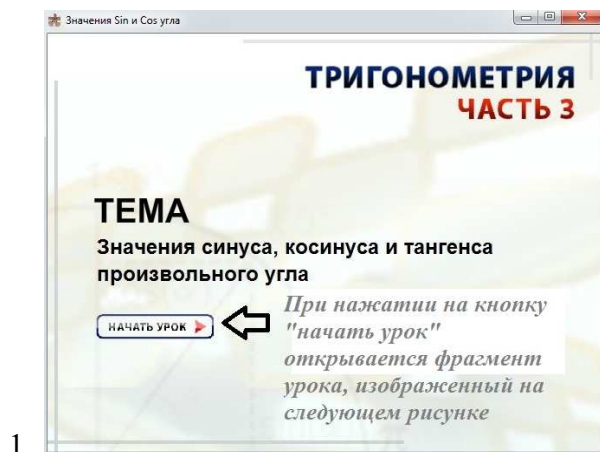 Значения Sin и Cos угла
ТРИГОНОМЕТРИЯ
ЧАСТЬ 3
ТЕМА
Значения синуса, косинуса и тангенса
произвольного угла
НАЧАТЬ УРОК
При нажатии на кнопку
"начать урок"
открывается фрагмент
урока, изображенный на
следующем рисунке
1